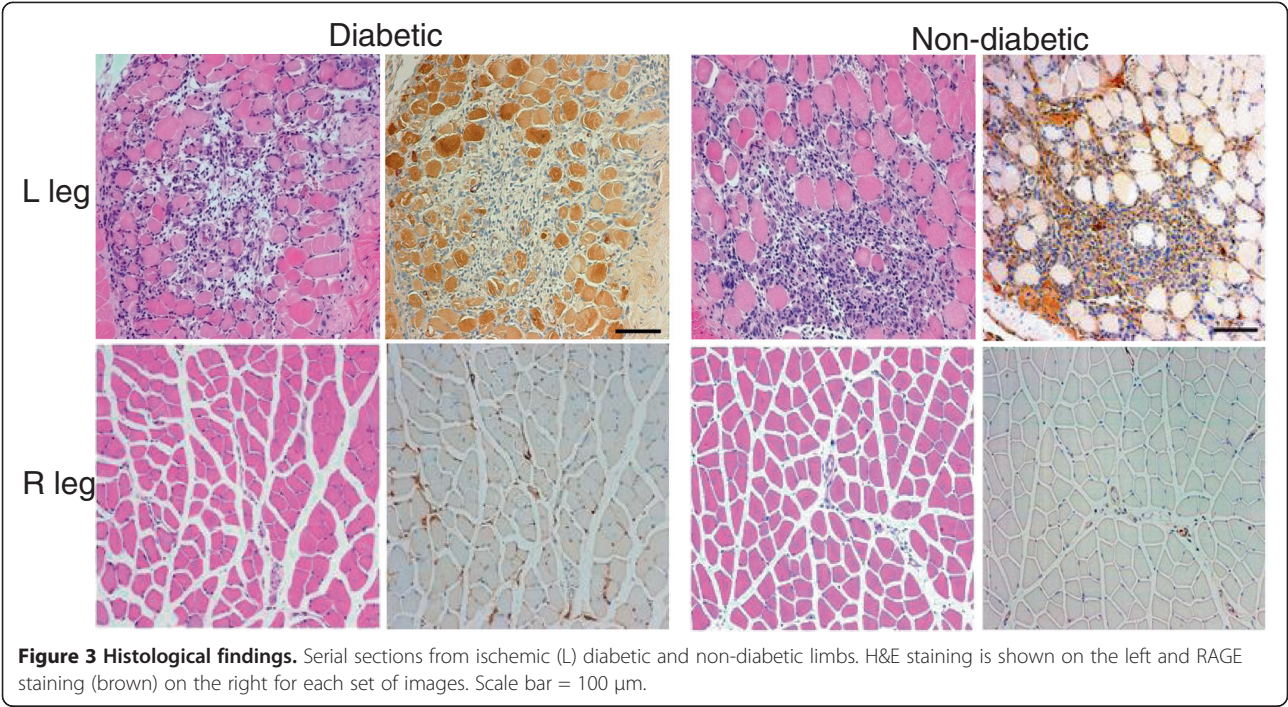 Diabetic
Non-diabetic
L leg
R leg
Figure 3 Histological findings. Serial sections from ischemic (L) diabetic and non-diabetic limbs. H&E staining is shown on the left and RAGE
staining (brown) on the right for each set of images. Scale bar = 100 μm.